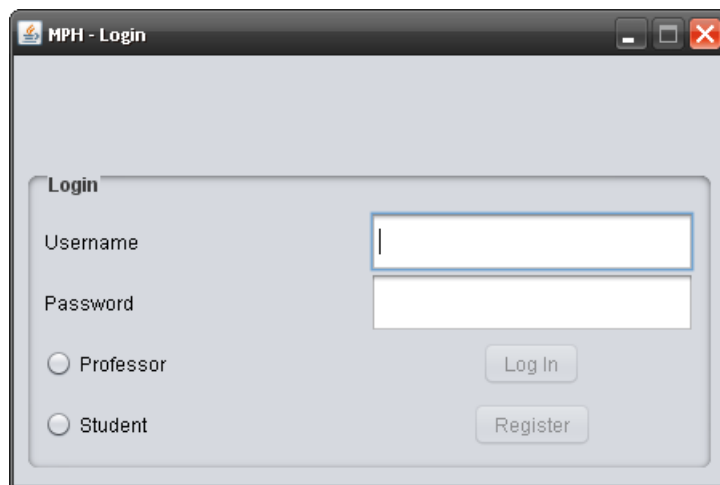 MPH - Login
Login
Username
Password
Professor
Log In
Student
Register